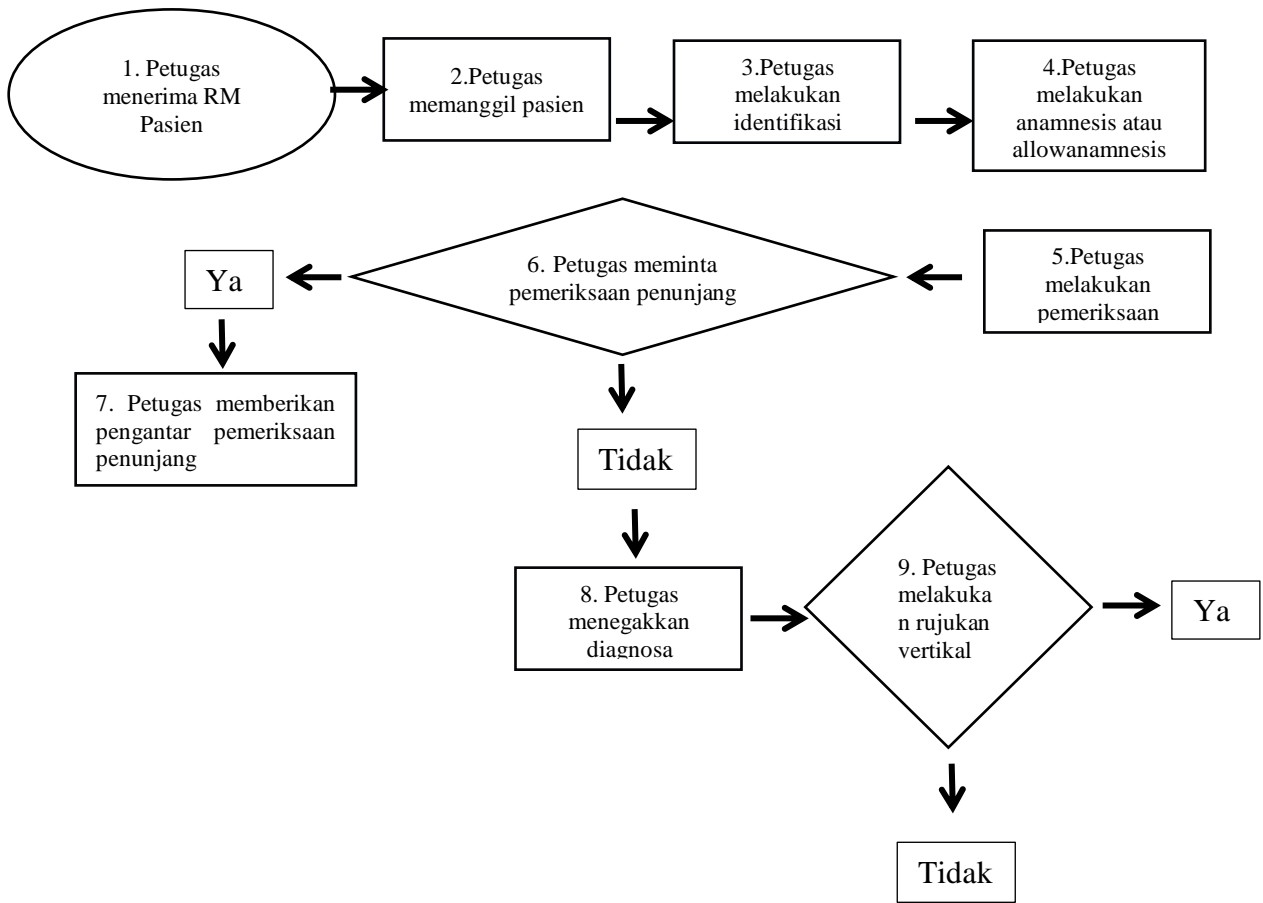 1. Petugas
menerima RM
Pasien
2.Petugas
memanggil pasien
3.Petugas
melakukan
identifikasi
4.Petugas
melakukan
anamnesis atau
allowanamnesis
5.Petugas
melakukan
pemeriksaan
6. Petugas meminta
pemeriksaan penunjang
Ya
7. Petugas memberikan
pengantar pemeriksaan
penunjang
Tidak
8. Petugas
menegakkan
diagnosa
9. Petugas
melakuka
n rujukan
vertikal
Ya
Tidak